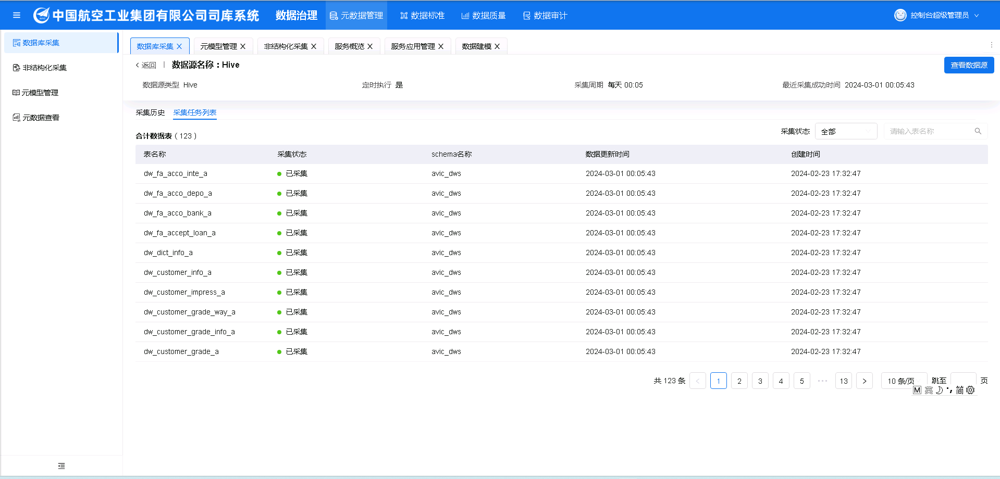 中国航空工业集团有限公司司库系统 数据治理 元数据管理 数据标准 数据质量 数据审计 控制台超级管理员
数据库采集
非结构化采集
元模型管理
元数据查看
数据库采集 X 元模型管理 X 非结构化采集 X 服务概览 X 服务应用管理 X 数据建模 X
返回 | 数据源名称：Hive 查看数据源
数据源类型 Hive 定时执行 是 采集周期 每天 00:05 最近采集成功时间 2024-03-01 00:05:43
采集历史 采集任务列表
合计数据表（123） 采集状态 全部 请输入表名称
表名称 采集状态 schema名称 数据更新时间 创建时间
dw_fa_acco_inte_a 已采集 avic_dws 2024-03-01 00:05:43 2024-02-23 17:32:47
dw_fa_acco_depo_a 已采集 avic_dws 2024-03-01 00:05:43 2024-02-23 17:32:47
dw_fa_acco_bank_a 已采集 avic_dws 2024-03-01 00:05:43 2024-02-23 17:32:47
dw_fa_accept_loan_a 已采集 avic_dws 2024-03-01 00:05:43 2024-02-23 17:32:47
dw_dict_info_a 已采集 avic_dws 2024-03-01 00:05:43 2024-02-23 17:32:47
dw_customer_info_a 已采集 avic_dws 2024-03-01 00:05:43 2024-02-23 17:32:47
dw_customer_impress_a 已采集 avic_dws 2024-03-01 00:05:43 2024-02-23 17:32:47
dw_customer_grade_way_a 已采集 avic_dws 2024-03-01 00:05:43 2024-02-23 17:32:47
dw_customer_grade_info_a 已采集 avic_dws 2024-03-01 00:05:43 2024-02-23 17:32:47
dw_customer_grade_a 已采集 avic_dws 2024-03-01 00:05:43 2024-02-23 17:32:47
共 123 条 < 1 2 3 4 5 ··· 13 > 10 条/页 跳至 页
M 英 简